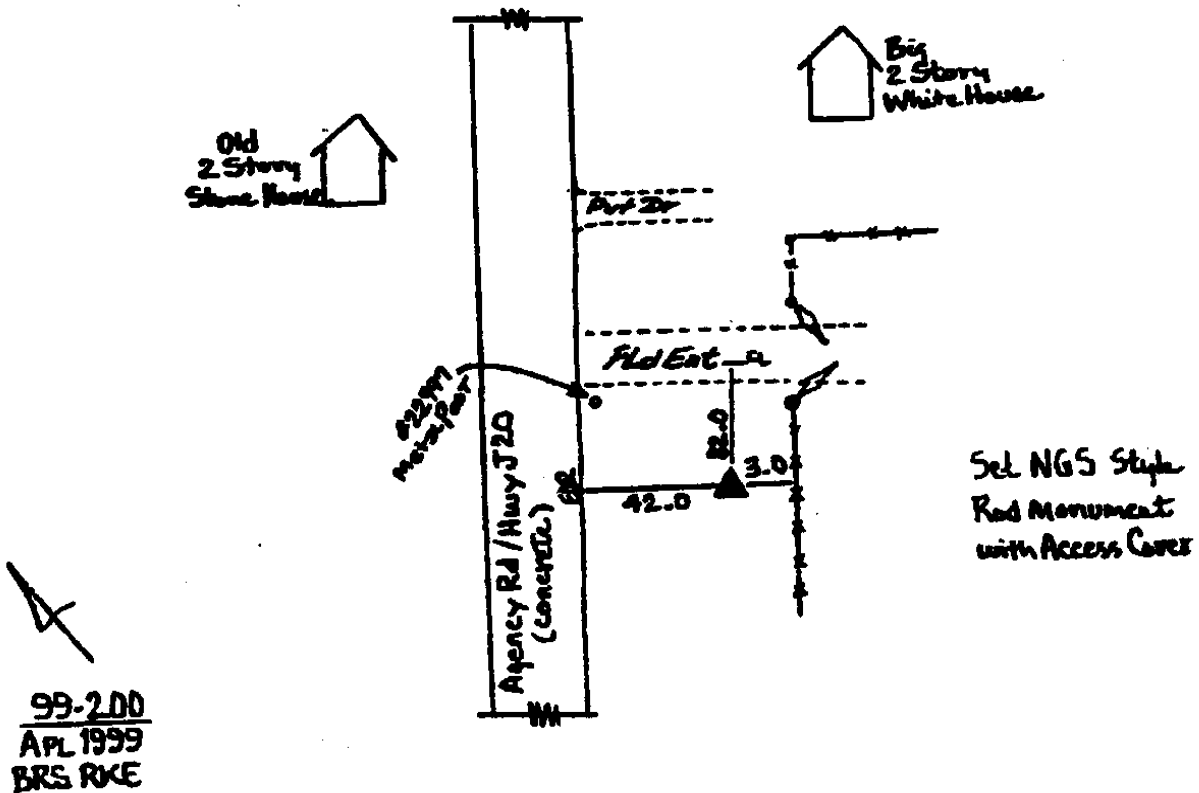 Big
2 Story
White House
Old
2 Story
Stone House
Pvt Dr
FLd Ent
CL
#22997
Metal Post
22.0
3.0
42.0
Agency Rd/Hwy J20
(concrete)
Set NGS Style
Rod Monument
with Access Cover
99-200
APL 1999
BRS RKE